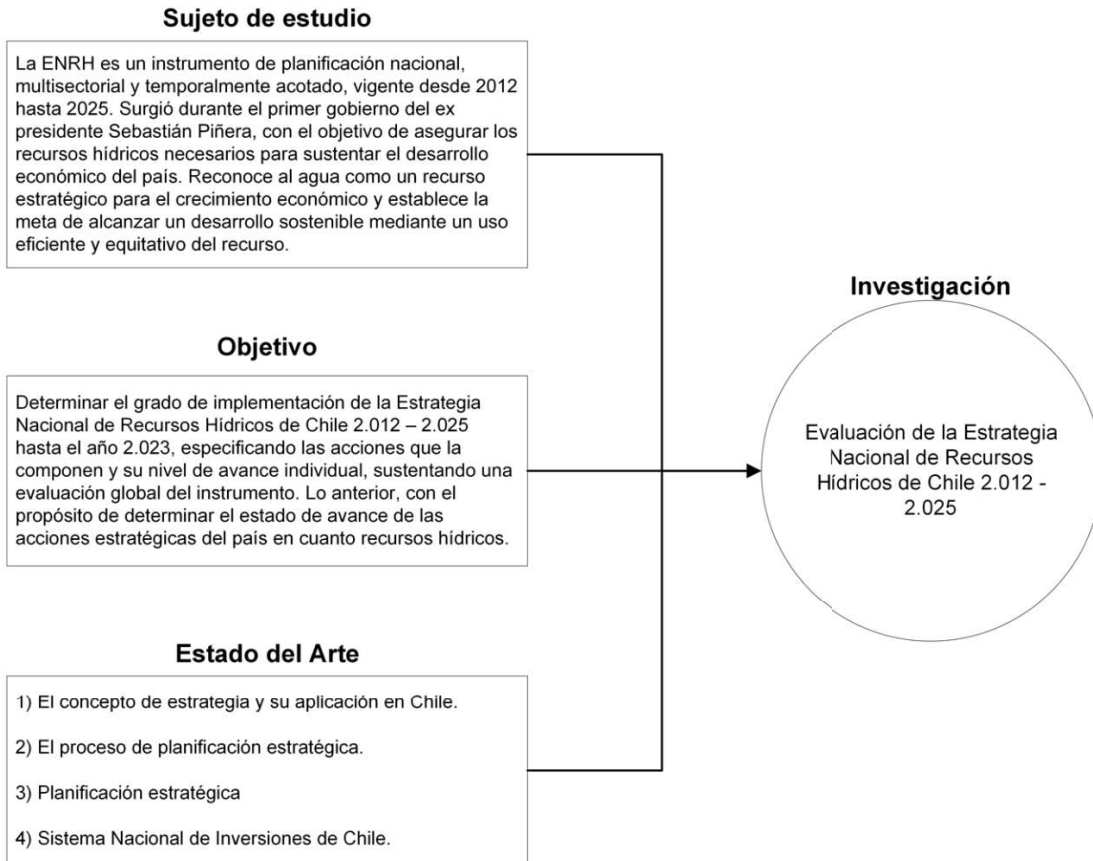 Sujeto de estudio
La ENRH es un instrumento de planificación nacional,
multisectorial y temporalmente acotado, vigente desde 2012
hasta 2025. Surgió durante el primer gobierno del ex
presidente Sebastián Piñera, con el objetivo de asegurar los
recursos hídricos necesarios para sustentar el desarrollo
económico del país. Reconoce al agua como un recurso
estratégico para el crecimiento económico y establece la
meta de alcanzar un desarrollo sostenible mediante un uso
eficiente y equitativo del recurso.
Objetivo
Determinar el grado de implementación de la Estrategia
Nacional de Recursos Hídricos de Chile 2.012 – 2.025
hasta el año 2.023, especificando las acciones que la
componen y su nivel de avance individual, sustentando una
evaluación global del instrumento. Lo anterior, con el
propósito de determinar el estado de avance de las
acciones estratégicas del país en cuanto recursos hídricos.
Estado del Arte
1) El concepto de estrategia y su aplicación en Chile.
2) El proceso de planificación estratégica.
3) Planificación estratégica
4) Sistema Nacional de Inversiones de Chile.
Investigación
Evaluación de la Estrategia
Nacional de Recursos
Hídricos de Chile 2.012 -
2.025